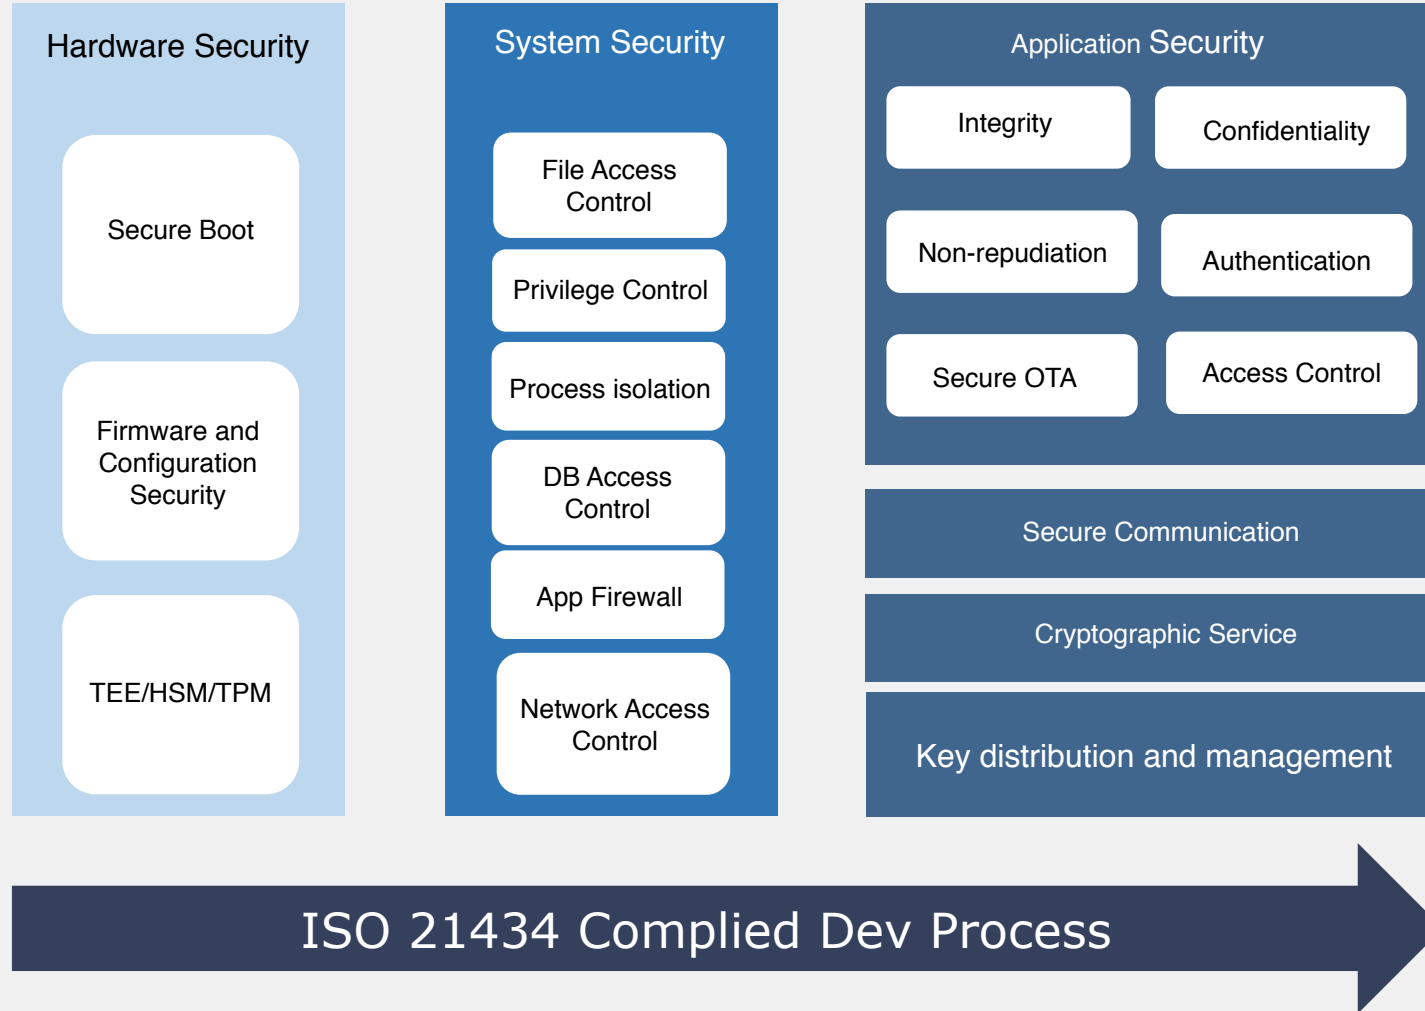 Hardware Security
Secure Boot
Firmware and
Configuration
Security
TEE/HSM/TPM
System Security
File Access
Control
Privilege Control
Process isolation
DB Access
Control
App Firewall
Network Access
Control
Application Security
Integrity
Confidentiality
Non-repudiation
Authentication
Secure OTA
Access Control
Secure Communication
Cryptographic Service
Key distribution and management
ISO 21434 Complied Dev Process